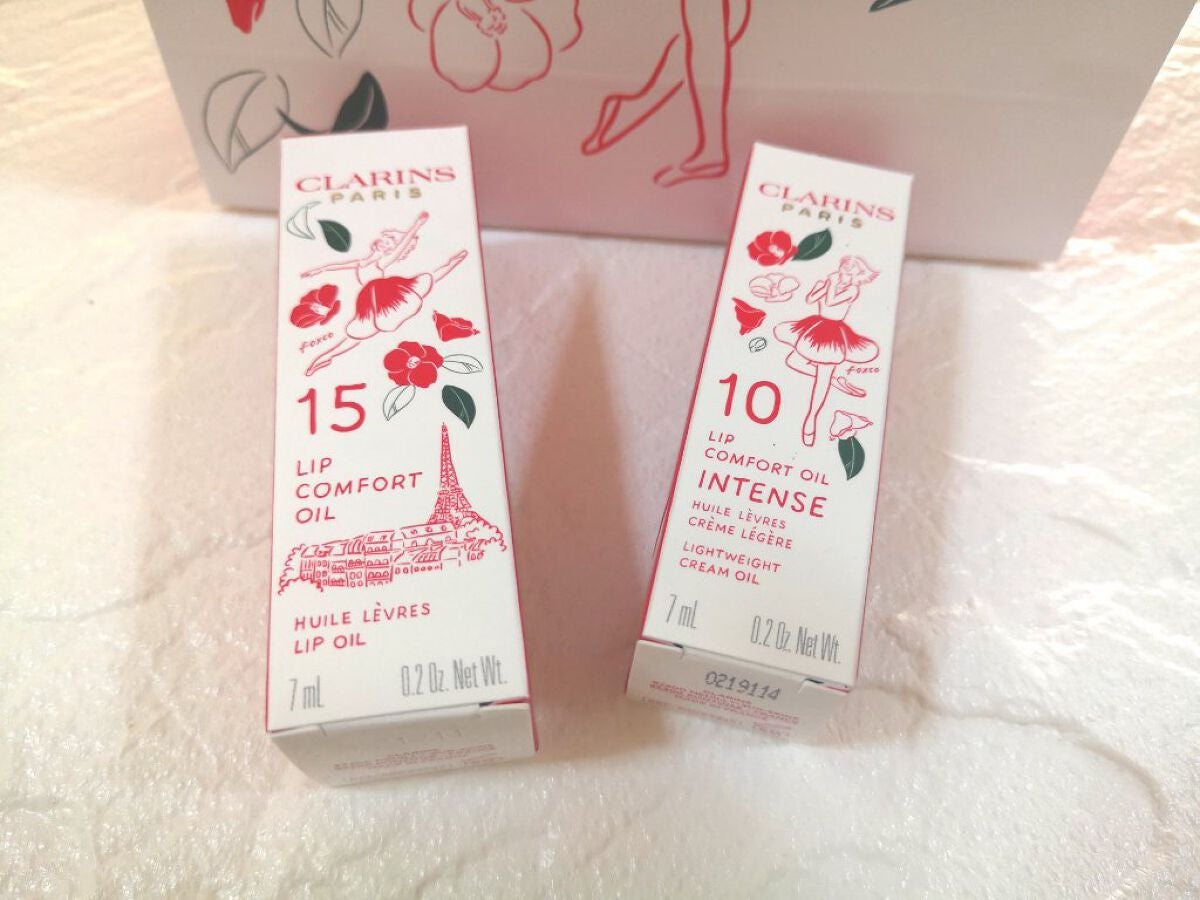 CLARINS
PARIS
foxco
15
LIP
COMFORT
OIL
HUILE LÈVRES
LIP OIL
7 mL
0.2 Oz. Net Wt.
CLARINS
PARIS
foxco
10
LIP
COMFORT OIL
INTENSE
HUILE LÈVRES
CRÈME LÉGÈRE
LIGHTWEIGHT
CREAM OIL
7 mL
0.2 Oz. Net Wt.
0219114
CLARINS